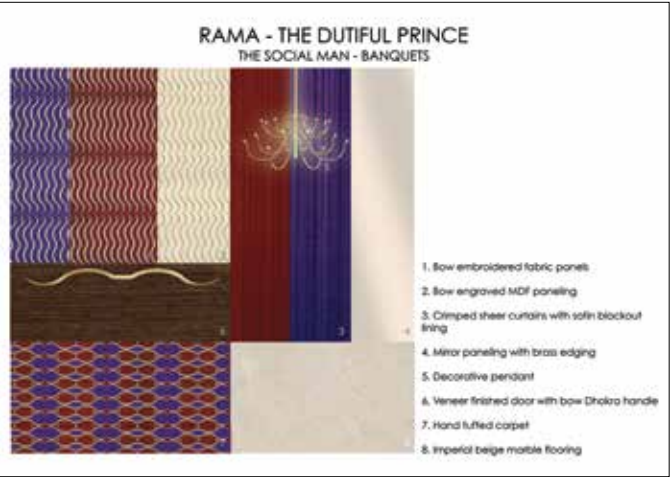 RAMA - THE DUTIFUL PRINCE
THE SOCIAL MAN - BANQUETS
1. Bow embroidered fabric panels
2. Bow engraved MDF paneling
3. Crimped sheer curtains with satin blackout
lining
4. Mirror paneling with brass edging
5. Decorative pendant
6. Veneer finished door with bow Dhokra handle
7. Hand tufted carpet
8. Imperial beige marble flooring
3